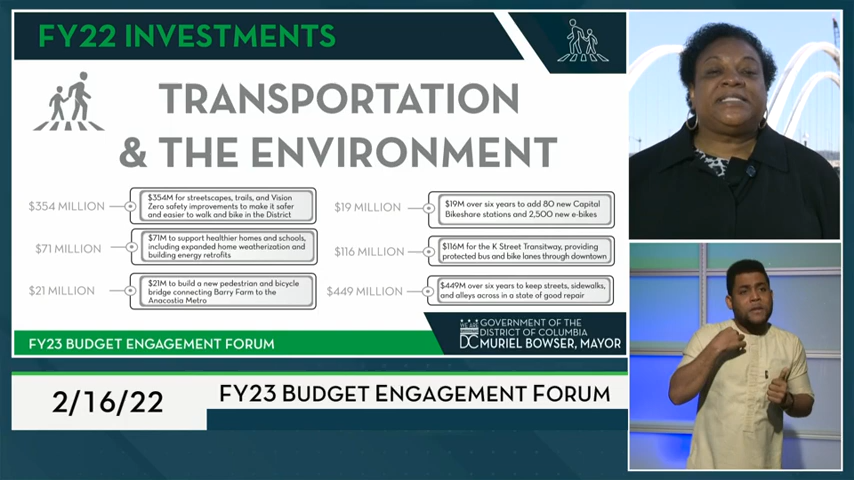 FY22 INVESTMENTS
TRANSPORTATION
& THE ENVIRONMENT
$354 MILLION
$354M for streetscapes, trails, and Vision
Zero safety improvements to make it safer
and easier to walk and bike in the District
$71 MILLION
$71M to support healthier homes and schools,
including expanded home weatherization and
building energy retrofits
$21 MILLION
$21M to build a new pedestrian and bicycle
bridge connecting Barry Farm to the
Anacostia Metro
$19 MILLION
$19M over six years to add 80 new Capital
Bikeshare stations and 2,500 new e-bikes
$116 MILLION
$116M for the K Street Transitway, providing
protected bus and bike lanes through downtown
$449 MILLION
$449M over six years to keep streets, sidewalks,
and alleys across in a state of good repair
FY23 BUDGET ENGAGEMENT FORUM
WE ARE
DC
GOVERNMENT OF THE
DISTRICT OF COLUMBIA
MURIEL BOWSER, MAYOR
2/16/22
FY23 BUDGET ENGAGEMENT FORUM